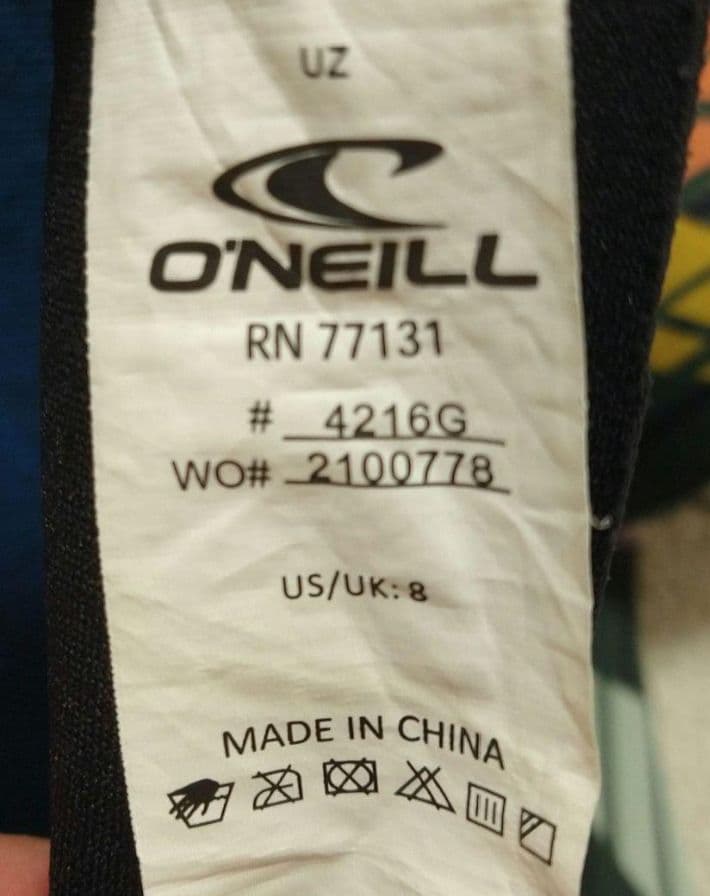 UZ
O'NEILL
RN 77131
# 4216G
WO# 2100778
US/UK: 8
MADE IN CHINA